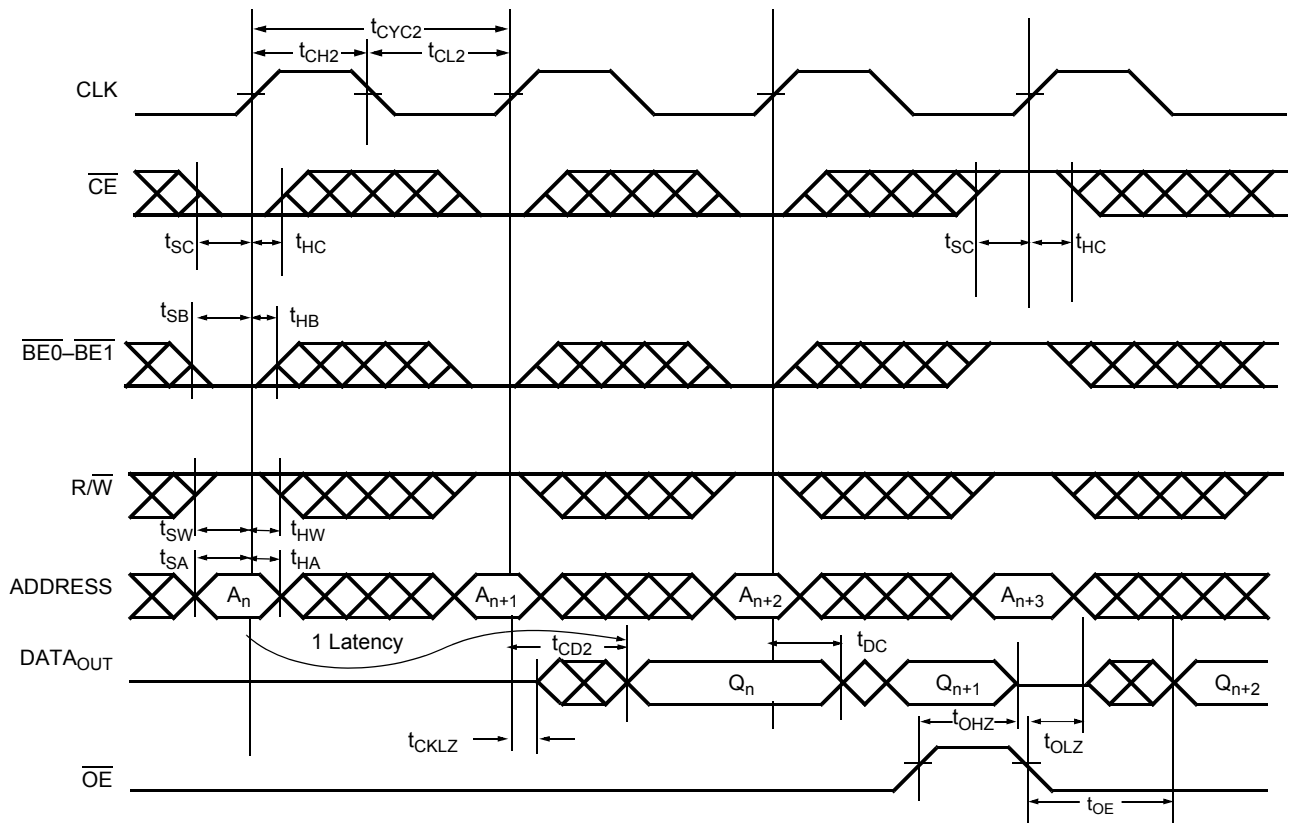 tCYC2
tCH2 tCL2
CLK
CE
tSC tHC tSC tHC
tSB tHB
BE0–BE1
R/W
tSW tHW
tSA tHA
ADDRESS An An+1 An+2 An+3
1 Latency tCD2 tDC
DATAOUT Qn Qn+1 Qn+2
tOHZ tOLZ
tCKLZ
OE
tOE